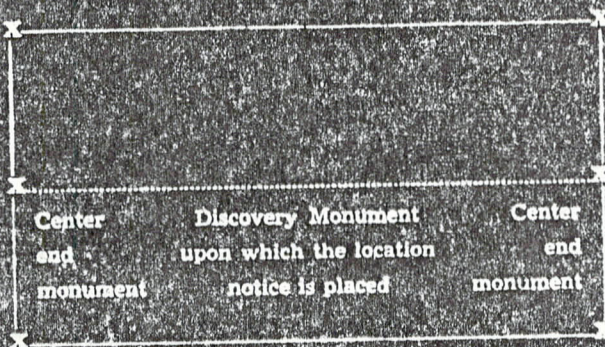 Center Discovery Monument Center
end upon which the location end
monument notice is placed monument